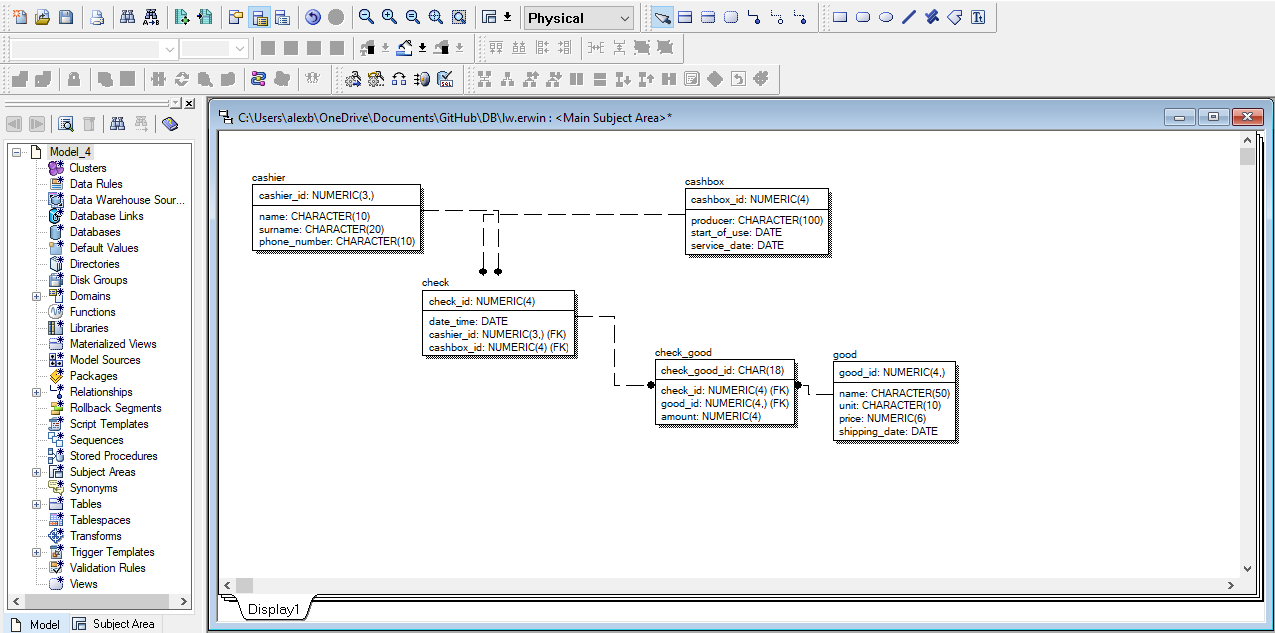 Physical
A+B
SQL
C:\Users\alexb\OneDrive\Documents\GitHub\DB\lw.erwin : <Main Subject Area>*
Model_4
Clusters
Data Rules
Data Warehouse Sour...
Database Links
Databases
Default Values
Directories
Disk Groups
Domains
Functions
Libraries
Materialized Views
Model Sources
Packages
Relationships
Rollback Segments
Script Templates
Sequences
Stored Procedures
Subject Areas
Synonyms
Tables
Tablespaces
Transforms
Trigger Templates
Validation Rules
Views
Model
Subject Area
cashier
cashier_id: NUMERIC(3,)
name: CHARACTER(10)
surname: CHARACTER(20)
phone_number: CHARACTER(10)
cashbox
cashbox_id: NUMERIC(4)
producer: CHARACTER(100)
start_of_use: DATE
service_date: DATE
check
check_id: NUMERIC(4)
date_time: DATE
cashier_id: NUMERIC(3,) (FK)
cashbox_id: NUMERIC(4) (FK)
check_good
check_good_id: CHAR(18)
check_id: NUMERIC(4) (FK)
good_id: NUMERIC(4,) (FK)
amount: NUMERIC(4)
good
good_id: NUMERIC(4,)
name: CHARACTER(50)
unit: CHARACTER(10)
price: NUMERIC(6)
shipping_date: DATE
Display1